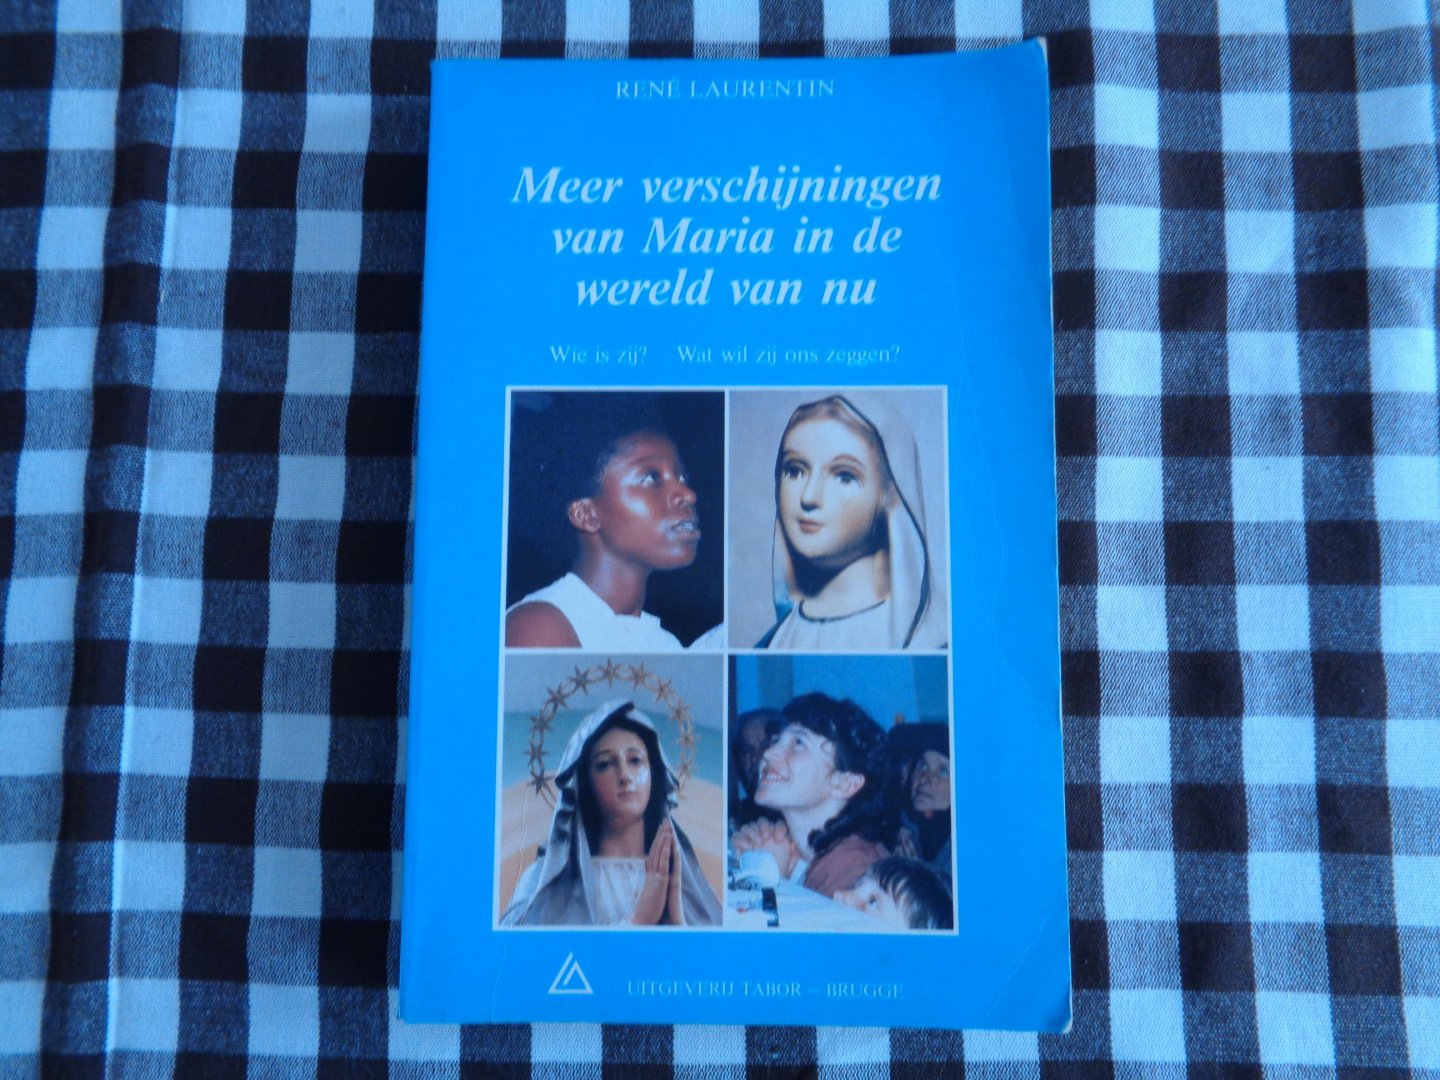 RENÉ LAURENTIN
Meer verschijningen
van Maria in de
wereld van nu
Wie is zij? Wat wil zij ons zeggen?
UITGEVERIJ TABOR – BRUGGE